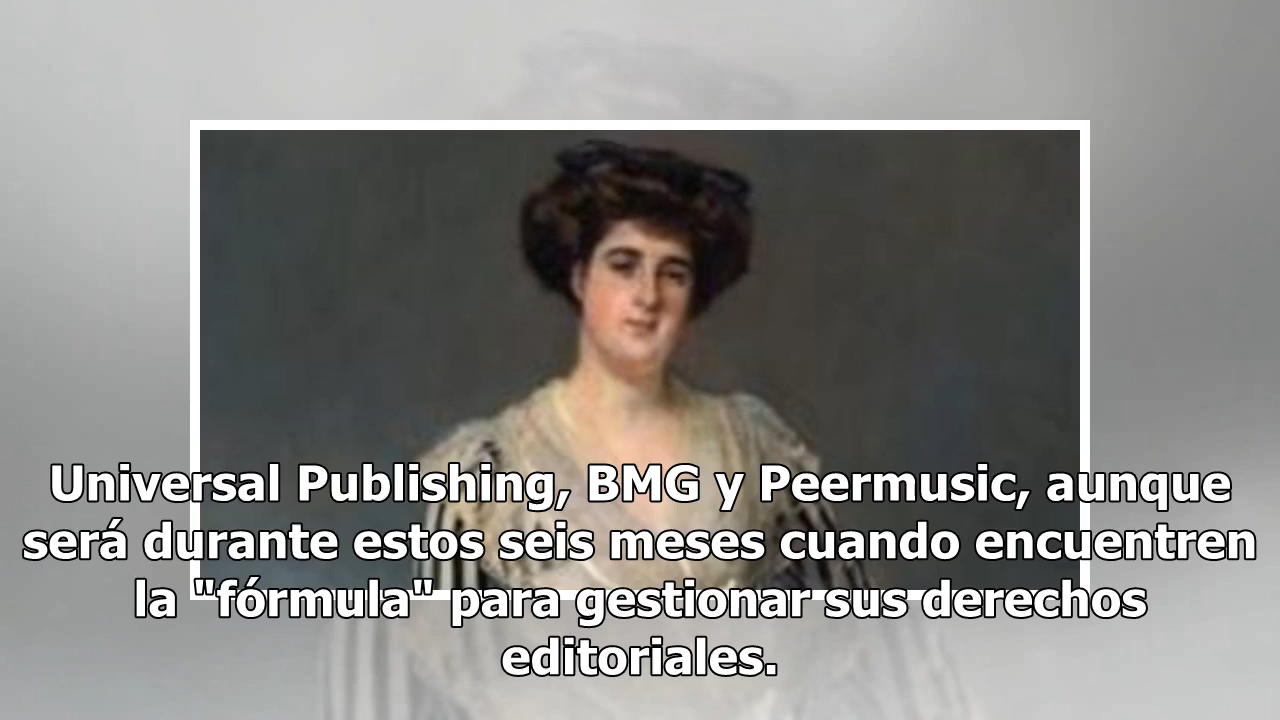 Universal Publishing, BMG y Peermusic, aunque
será durante estos seis meses cuando encuentren
la "fórmula" para gestionar sus derechos
editoriales.